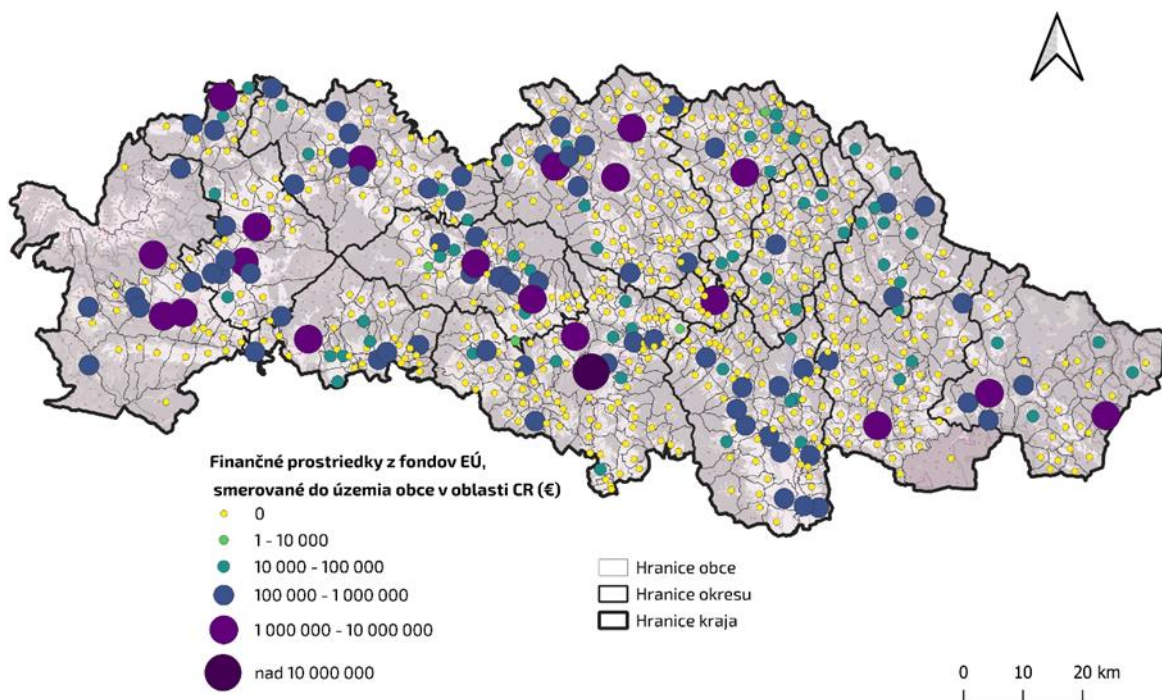 Finančné prostriedky z fondov EÚ,
smerované do územia obce v oblasti CR (€)
0
1 - 10 000
10 000 - 100 000
100 000 - 1 000 000
1 000 000 - 10 000 000
nad 10 000 000
Hranice obce
Hranice okresu
Hranice kraja
0 10 20 km